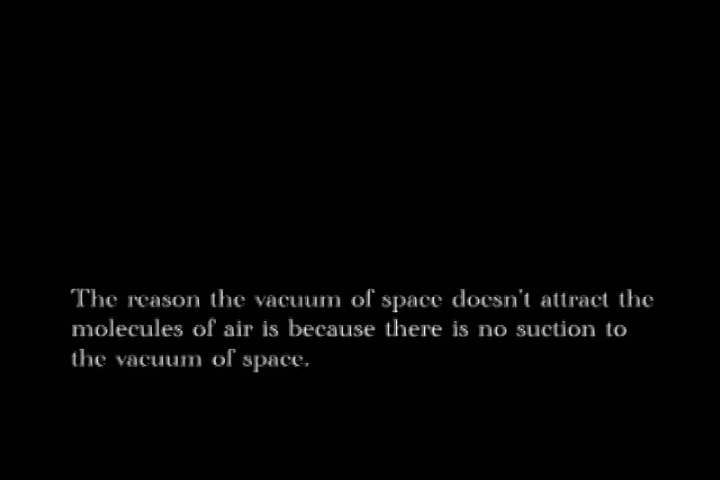 The reason the vacuum of space doesn't attract the
molecules of air is because there is no suction to
the vacuum of space.